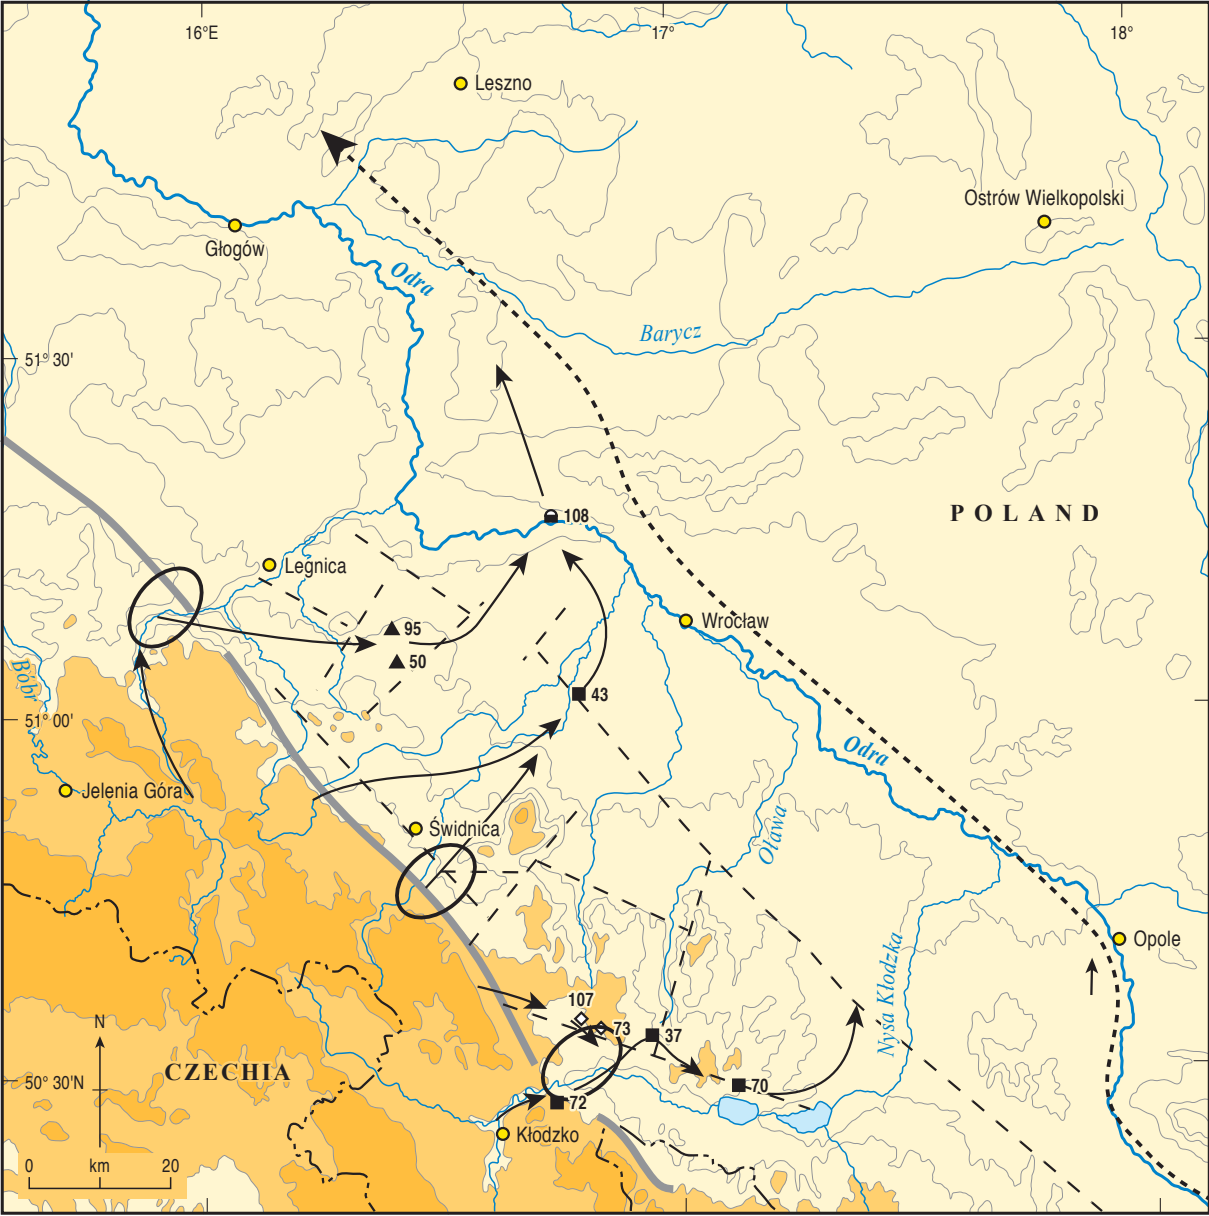 16°E
17°
18°
Leszno
Ostrów Wielkopolski
Głogów
Odra
Barycz
51° 30'
108
POLAND
Legnica
95
50
Wrocław
Bóbr
43
51° 00'
Odra
Jelenia Góra
Świdnica
Oława
Opole
Nysa Kłodzka
107
73
37
N
CZECHIA
50° 30'N
70
72
Kłodzko
0 km 20